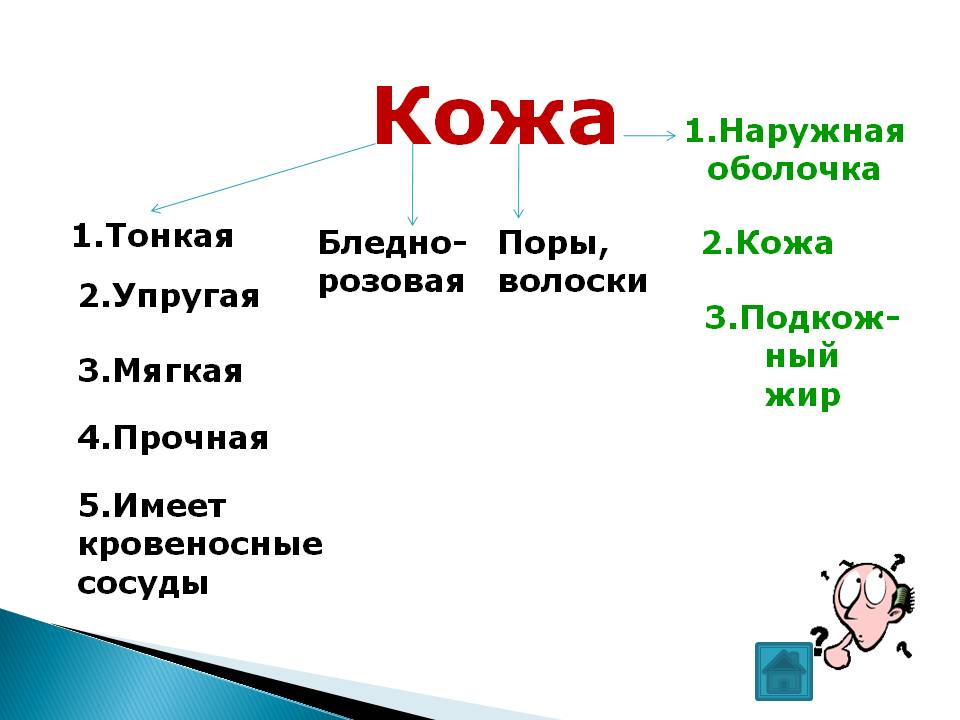 Кожа
1.Тонкая
2.Упругая
3.Мягкая
4.Прочная
5.Имеет
кровеносные
сосуды
Бледно-
розовая
Поры,
волоски
1.Наружная
оболочка
2.Кожа
3.Подкож-
ный
жир
? ? ? ?